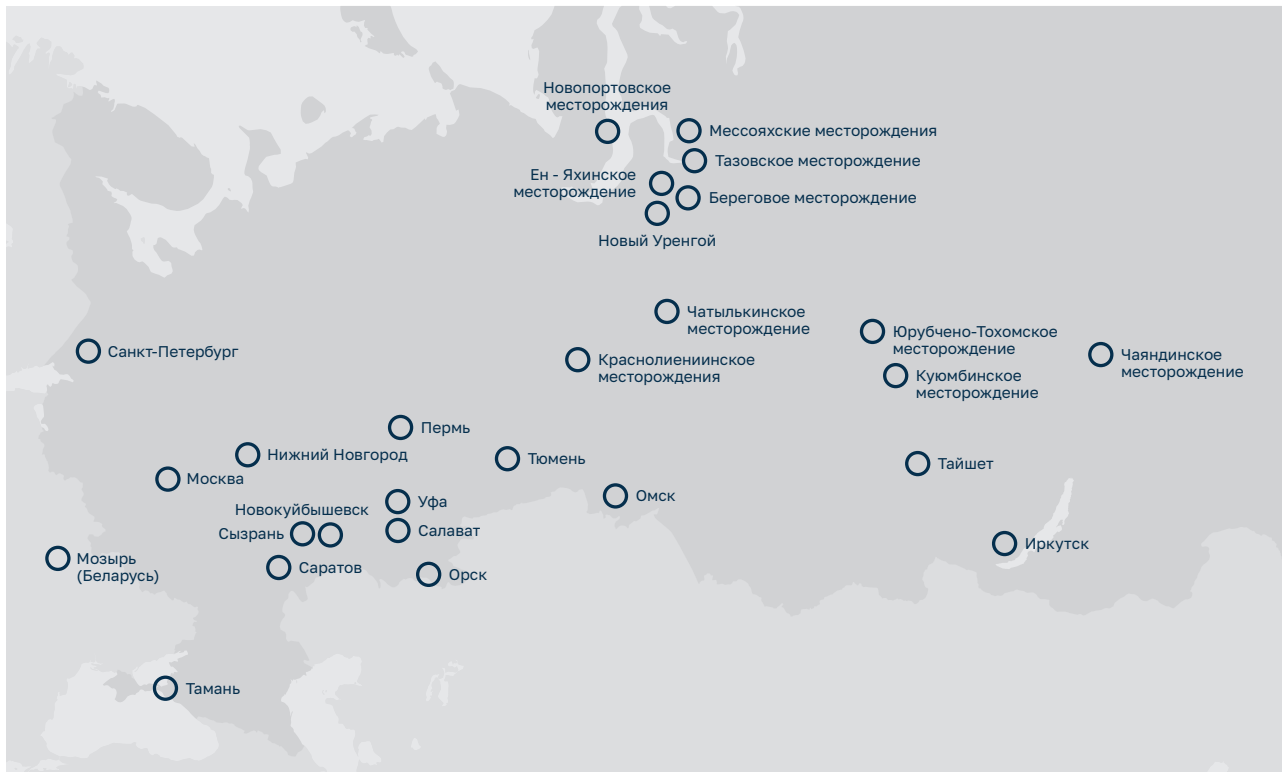 Новопортовское
месторождения
Мессояхские месторождения
Тазовское месторождение
Ен - Яхинское
месторождение
Береговое месторождение
Новый Уренгой
Чатылькинское
месторождение
Юрубчено-Тохомское
месторождение
Чаяндинское
месторождение
Санкт-Петербург
Краснолиениинское
месторождения
Куюмбинское
месторождение
Пермь
Нижний Новгород
Тюмень
Тайшет
Москва
Омск
Уфа
Новокуйбышевск
Сызрань
Салават
Иркутск
Мозырь
(Беларусь)
Саратов
Орск
Тамань